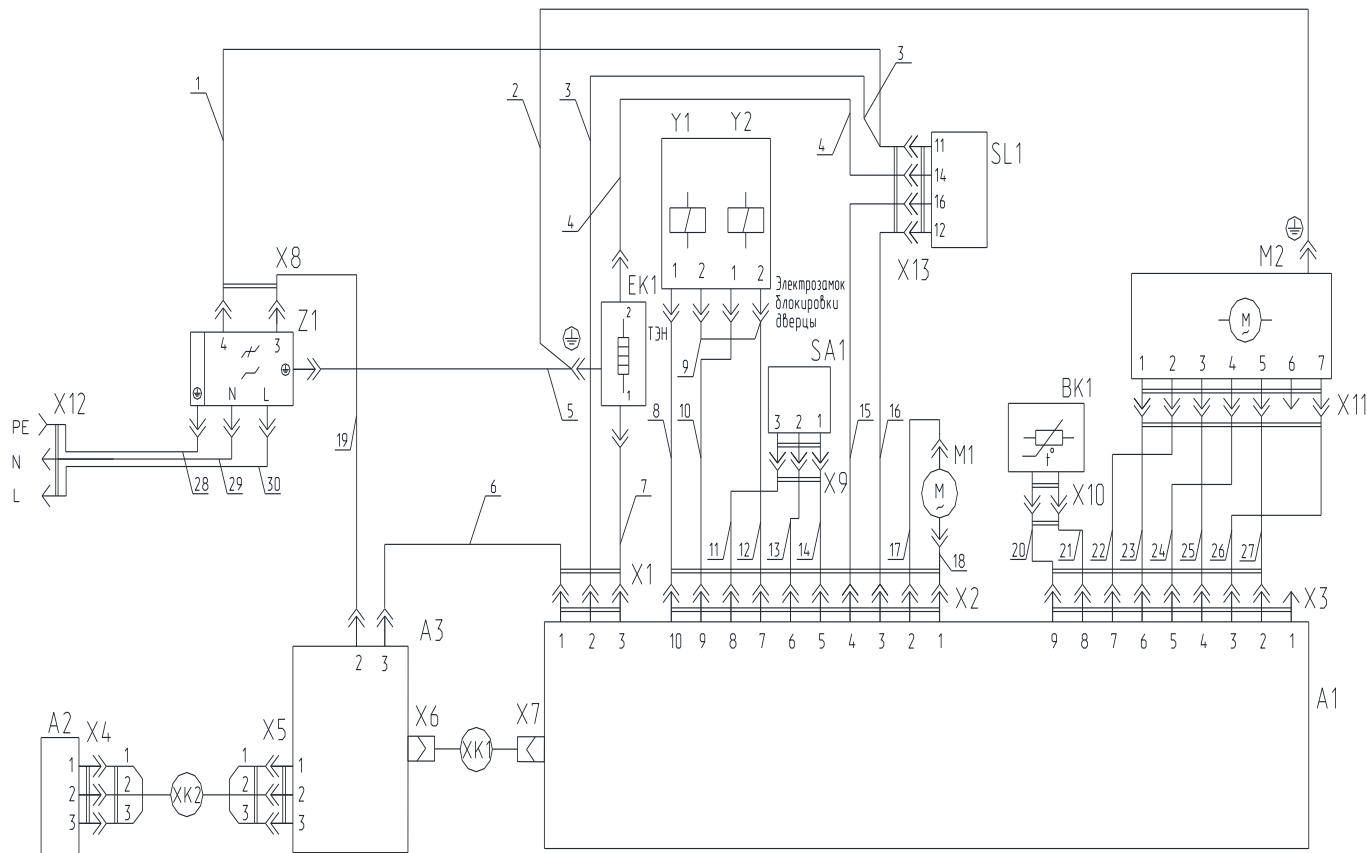 1
2
3
3
4
4
Y1 Y2
1 2 1 2
Электрозамок
блокировки
дверцы
9
11
14
16
12
SL1
X13
X8
Z1
4 3
N L
X12
PE
N
L
28 29 30
19
5
EK1
2
ТЭН
1
6
7
8
10
SA1
3 2 1
X9
11 12 13 14
15
16
17
M1
M
~
18
BK1
t°
X10
20 21 22 23 24 25 26 27
M2
M
~
1 2 3 4 5 6 7
X11
X1
1 2 3
X2
10 9 8 7 6 5 4 3 2 1
X3
9 8 7 6 5 4 3 2 1
A1
A3
2 3
X6
XK1
X7
A2
X4
1
2
3
1
2
3
XK2
X5
1
2
3
1
2
3